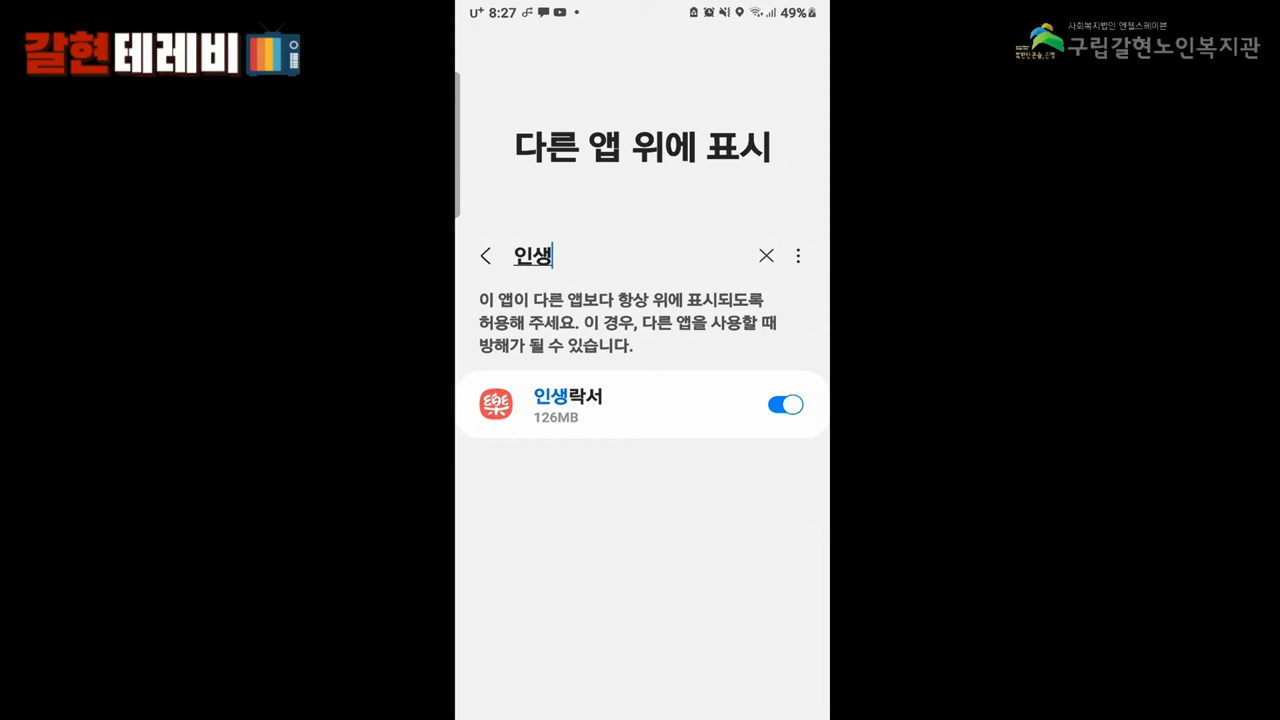 갈현테레비
사회복지법인 엔젤스헤이븐
구립갈현노인복지관
U+ 8:27
49%
다른 앱 위에 표시
인생
이 앱이 다른 앱보다 항상 위에 표시되도록
허용해 주세요. 이 경우, 다른 앱을 사용할 때
방해가 될 수 있습니다.
樂
인생락서
126MB